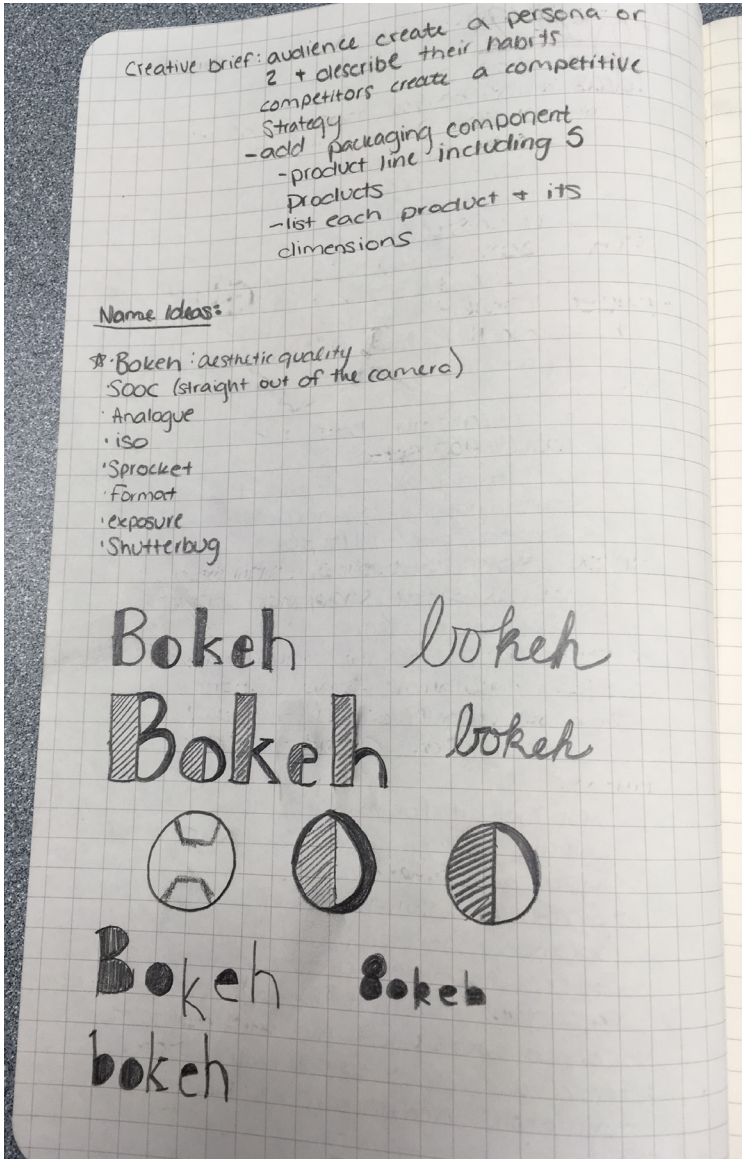 Creative brief: audience create a persona or
2 + describe their habits
competitors create a competitive
strategy
- add packaging component
- product line including 5
products
- list each product + its
dimensions
Name Ideas:
☆· Bokeh : aesthetic quality
· SOOC (straight out of the camera)
· Analogue
· iso
· Sprocket
· format
· exposure
· Shutterbug
Bokeh bokeh
Bokeh bokeh
Bokeh Bokeh
bokeh